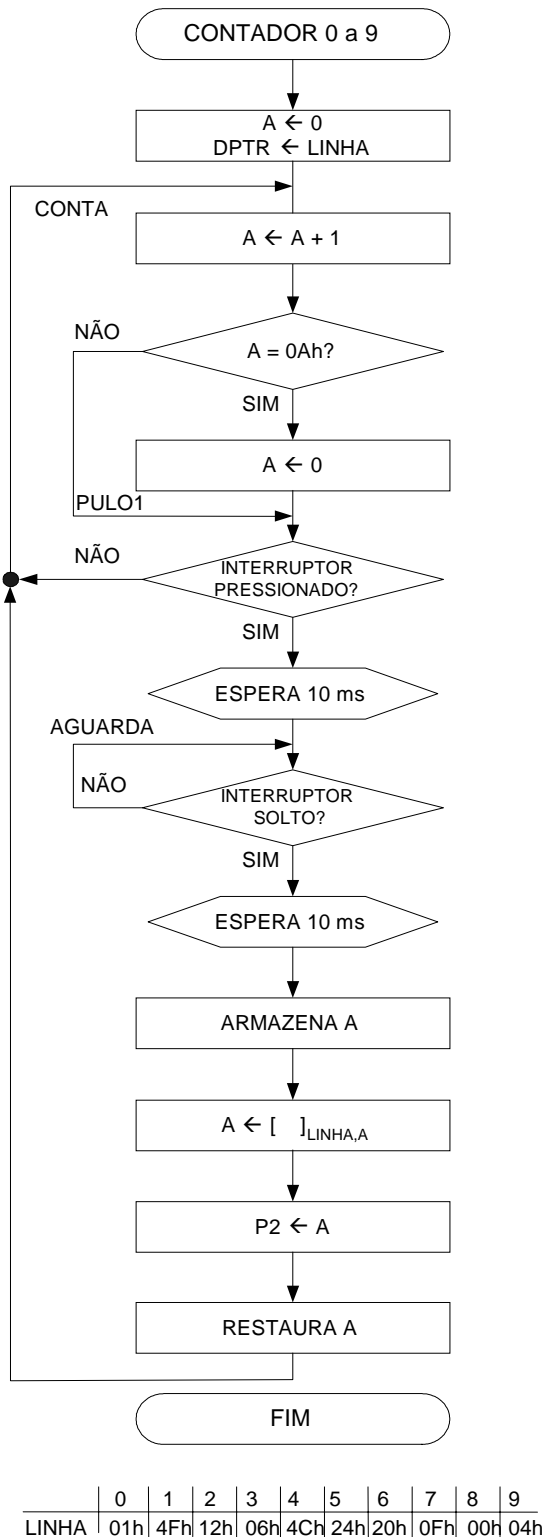 CONTADOR 0 a 9
A ← 0
DPTR ← LINHA
CONTA
A ← A + 1
NÃO
A = 0Ah?
SIM
A ← 0
PULO1
NÃO
INTERRUPTOR
PRESSIONADO?
SIM
ESPERA 10 ms
AGUARDA
NÃO
INTERRUPTOR
SOLTO?
SIM
ESPERA 10 ms
ARMAZENA A
A ← [ ]LINHA,A
P2 ← A
RESTAURA A
FIM
0 1 2 3 4 5 6 7 8 9
LINHA 01h 4Fh 12h 06h 4Ch 24h 20h 0Fh 00h 04h